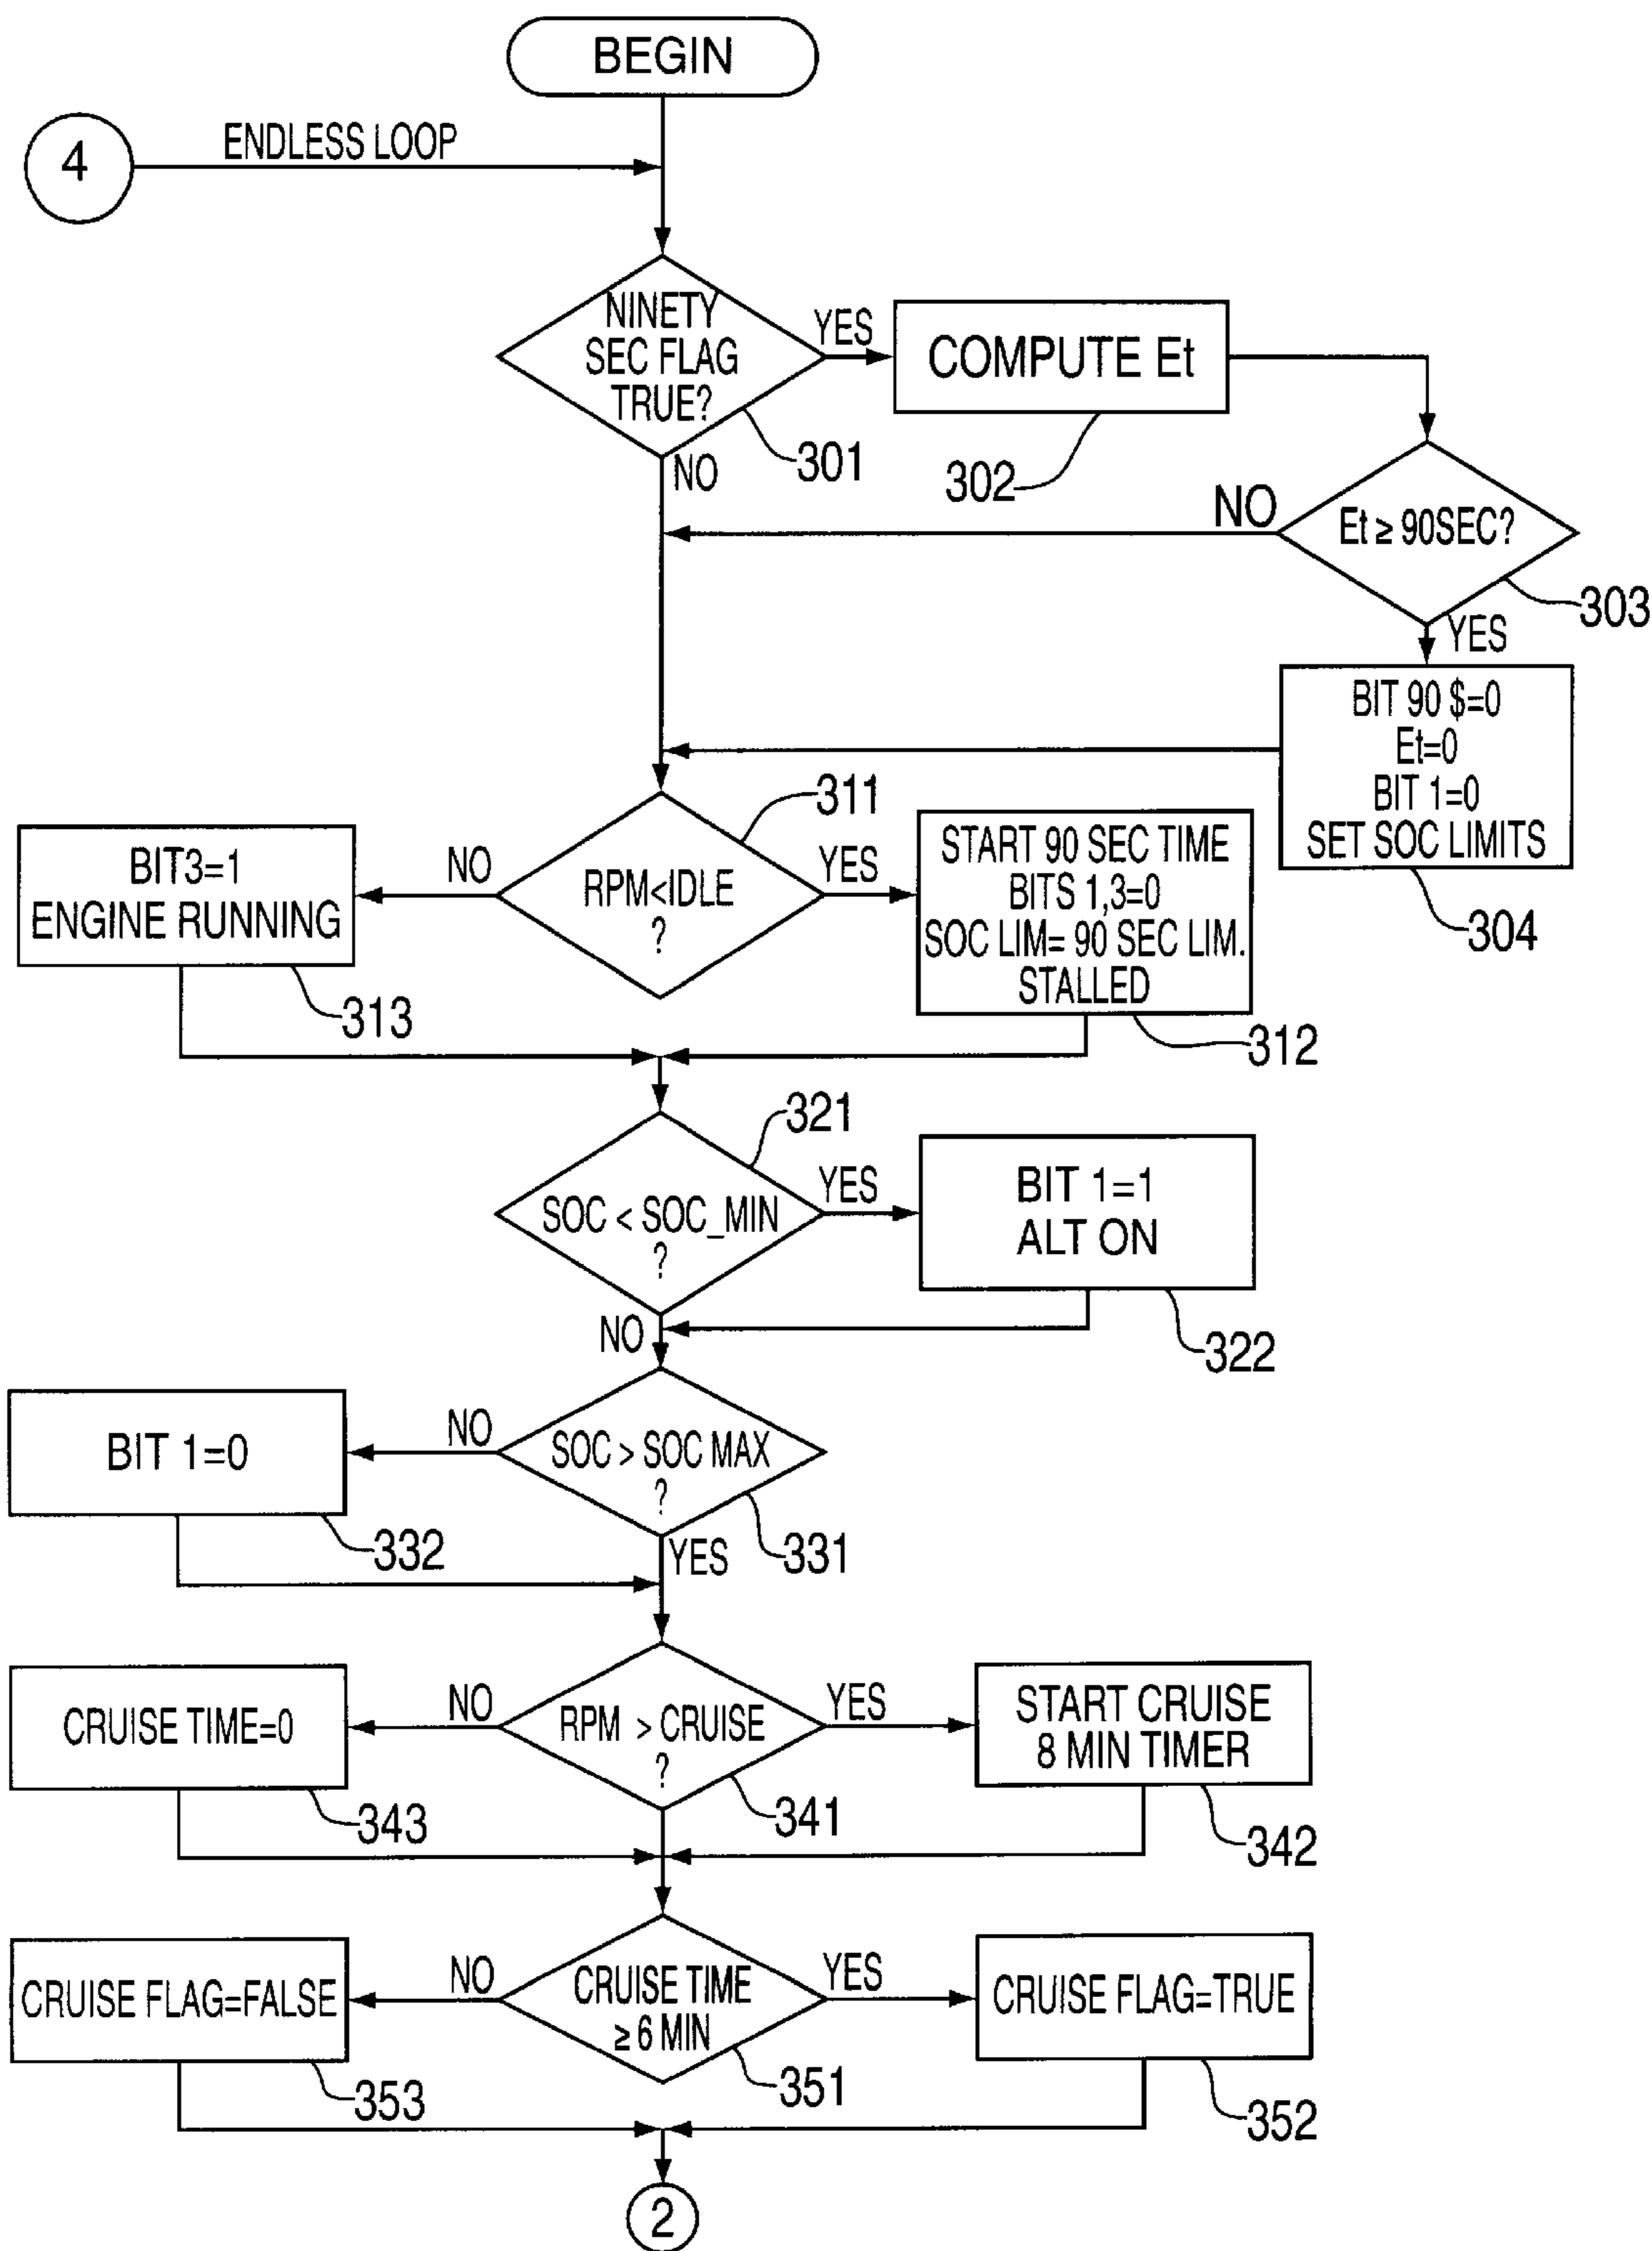 BEGIN
4
ENDLESS LOOP
NINETY
SEC FLAG
TRUE?
YES
COMPUTE Et
301
302
NO
NO
Et ≥ 90SEC?
303
YES
BIT 90 $=0
Et=0
BIT 1=0
SET SOC LIMITS
304
311
RPM<IDLE
?
NO
YES
BIT3=1
ENGINE RUNNING
313
START 90 SEC TIME
BITS 1,3=0
SOC LIM= 90 SEC LIM.
STALLED
312
321
SOC < SOC_MIN
?
YES
BIT 1=1
ALT ON
322
NO
SOC > SOC MAX
?
NO
BIT 1=0
332
331
YES
RPM > CRUISE
?
NO
YES
CRUISE TIME=0
343
341
START CRUISE
8 MIN TIMER
342
CRUISE TIME
≥ 6 MIN
NO
YES
CRUISE FLAG=FALSE
353
351
CRUISE FLAG=TRUE
352
2